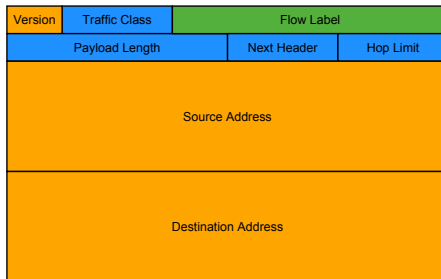 Version Traffic Class Flow Label
Payload Length Next Header Hop Limit
Source Address
Destination Address